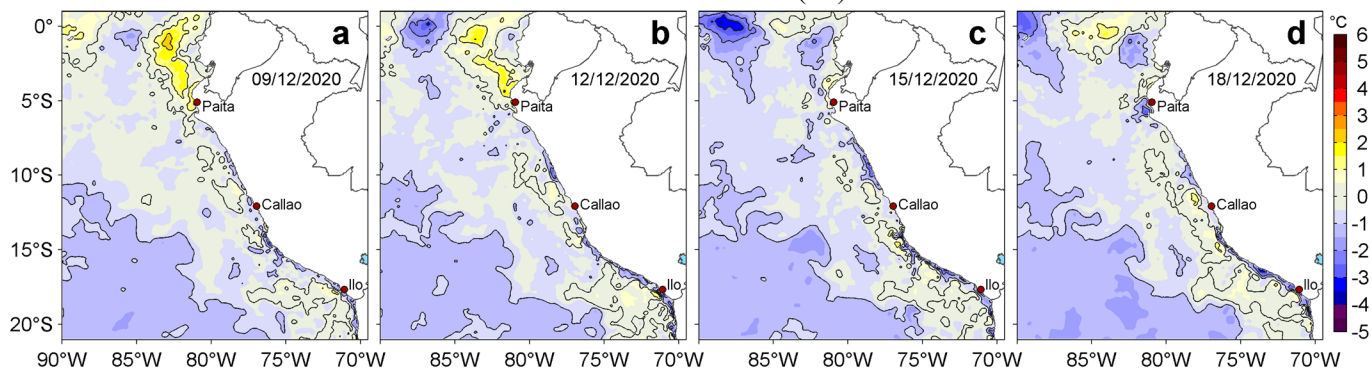 a
09/12/2020
Paita
Callao
Ilo
0°
5°S
10°S
15°S
20°S
90°W
85°W
80°W
75°W
70°W
b
12/12/2020
Paita
Callao
Ilo
85°W
80°W
75°W
70°W
c
15/12/2020
Paita
Callao
Ilo
85°W
80°W
75°W
70°W
d
18/12/2020
Paita
Callao
Ilo
85°W
80°W
75°W
70°W
°C
6
5
4
3
2
1
0
-1
-2
-3
-4
-5